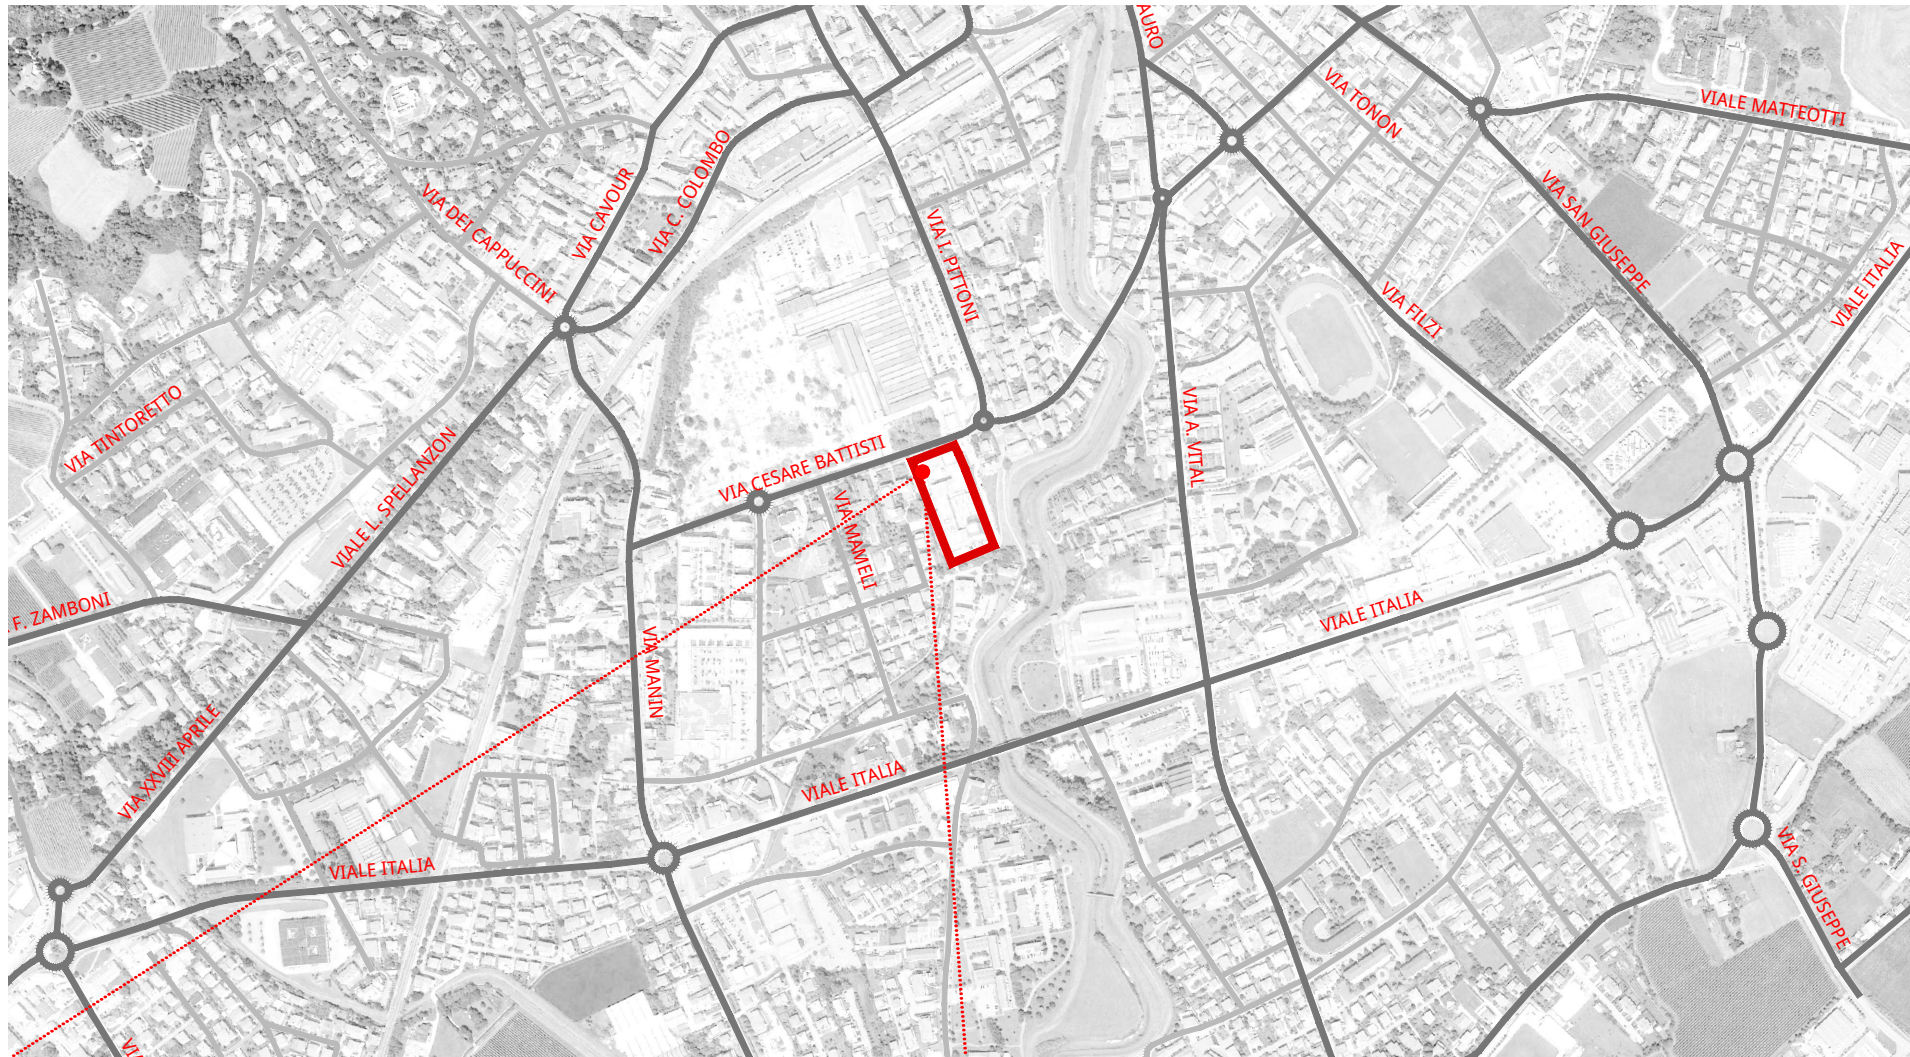 AURO
VIA TONON
VIALE MATTEOTTI
VIA DEI CAPPUCCINI
VIA CAVOUR
VIA C. COLOMBO
VIA I. PITTONI
VIA SAN GIUSEPPE
VIALE ITALIA
VIA FILZI
VIA TINTORETTO
VIALE L. SPELLANZON
VIA CESARE BATTISTI
VIA MAMELI
VIA A. VITAL
. F. ZAMBONI
VIALE ITALIA
VIA MANIN
VIA XXVIII APRILE
VIALE ITALIA
VIALE ITALIA
VIA S. GIUSEPPE
VIA